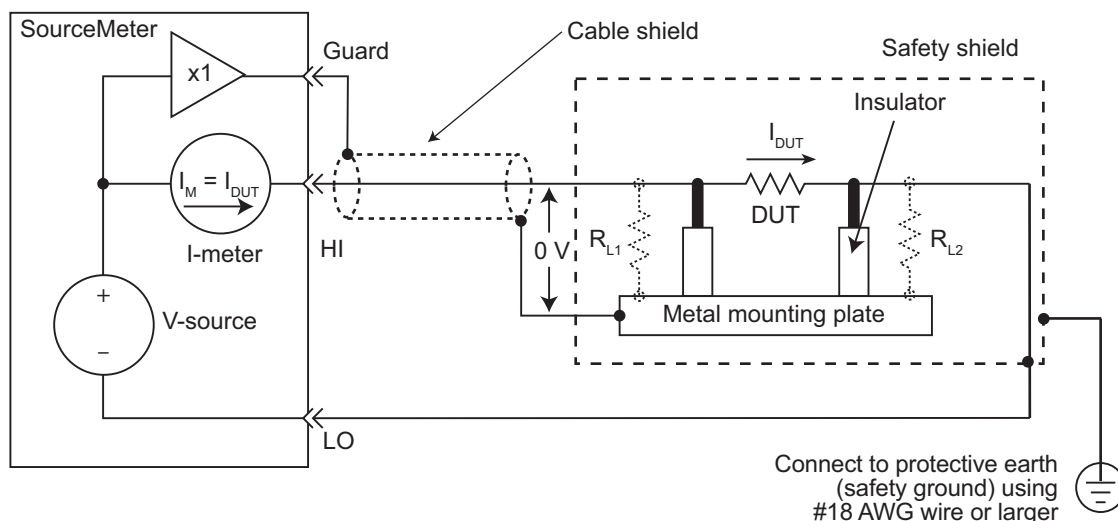 SourceMeter
x1
Guard
Cable shield
Safety shield
Insulator
I_M = I_DUT
I-meter
HI
I_DUT
DUT
0 V
R_L1
R_L2
Metal mounting plate
+
V-source
–
LO
Connect to protective earth
(safety ground) using
#18 AWG wire or larger